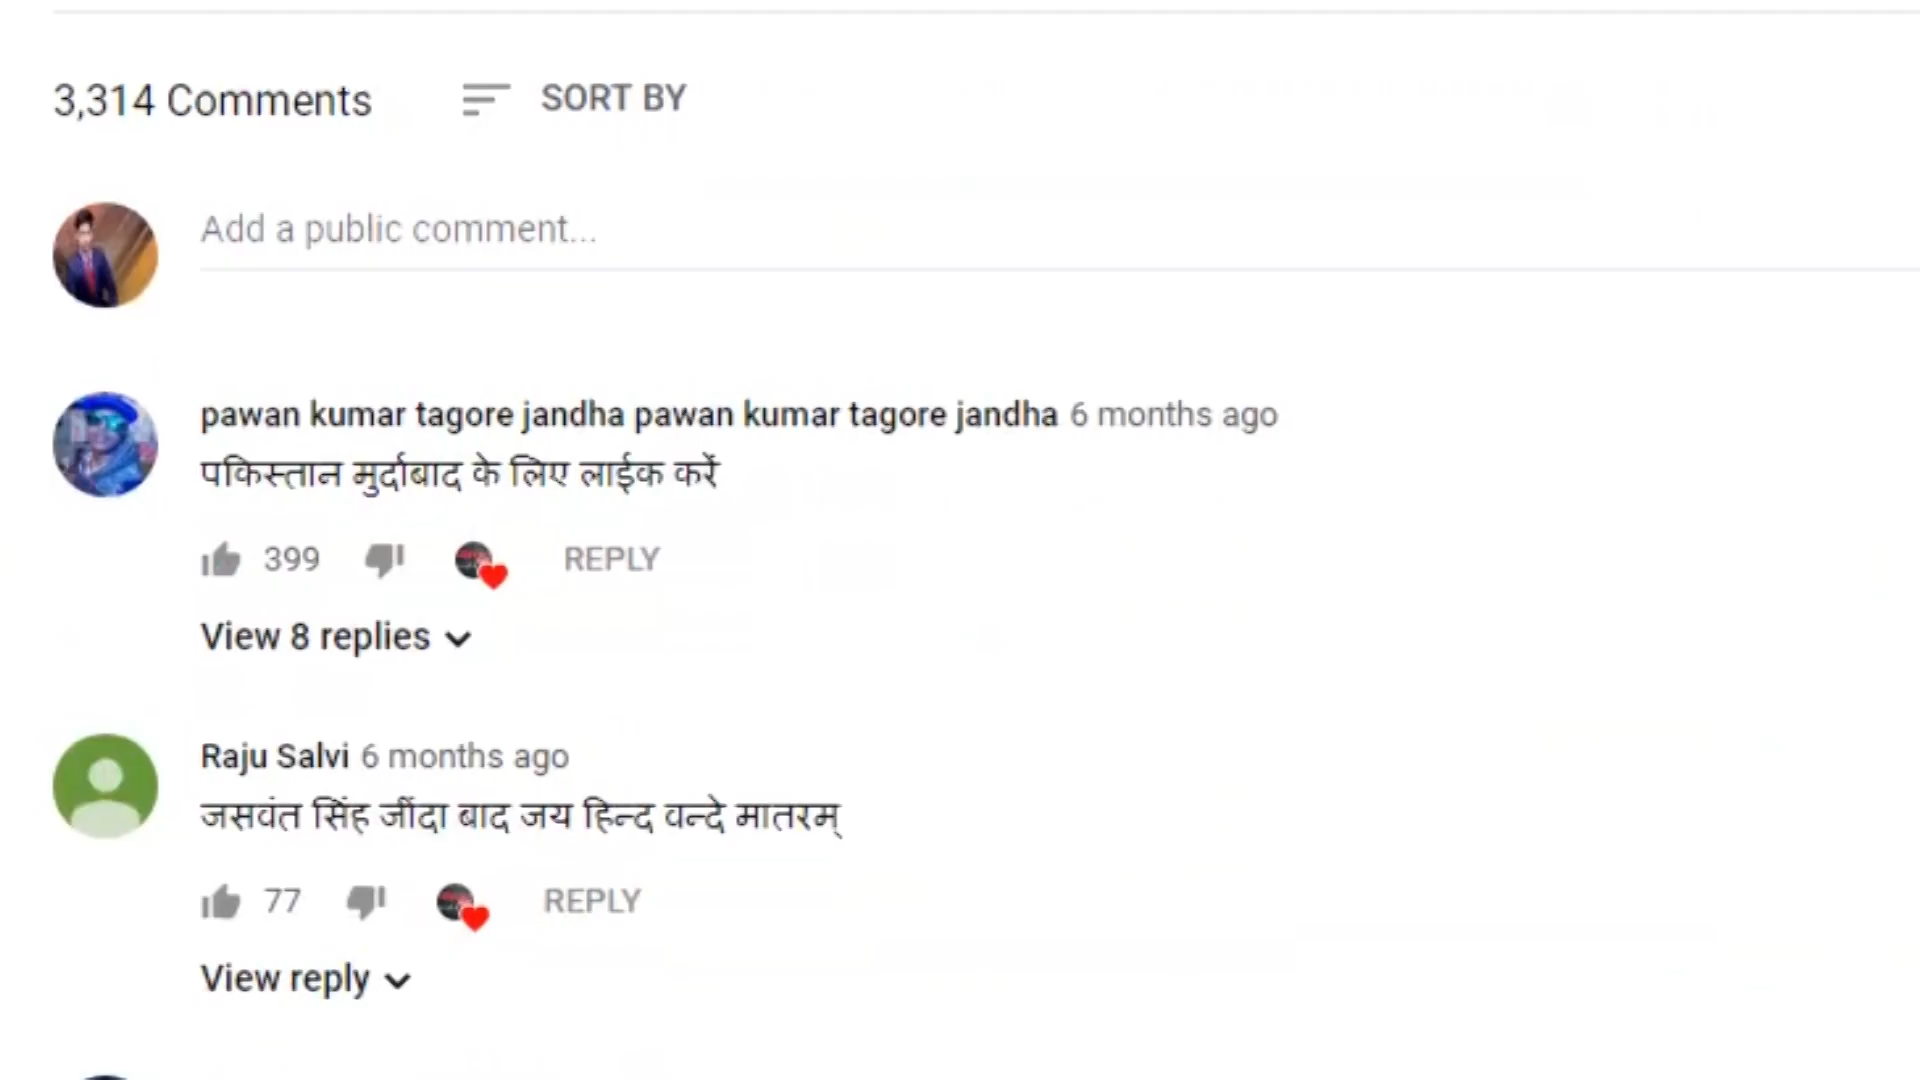 3,314 Comments SORT BY
Add a public comment...
pawan kumar tagore jandha pawan kumar tagore jandha 6 months ago
पकिस्तान मुर्दाबाद के लिए लाईक करें
399 REPLY
View 8 replies
Raju Salvi 6 months ago
जसवंत सिंह जींदा बाद जय हिन्द वन्दे मातरम्
77 REPLY
View reply